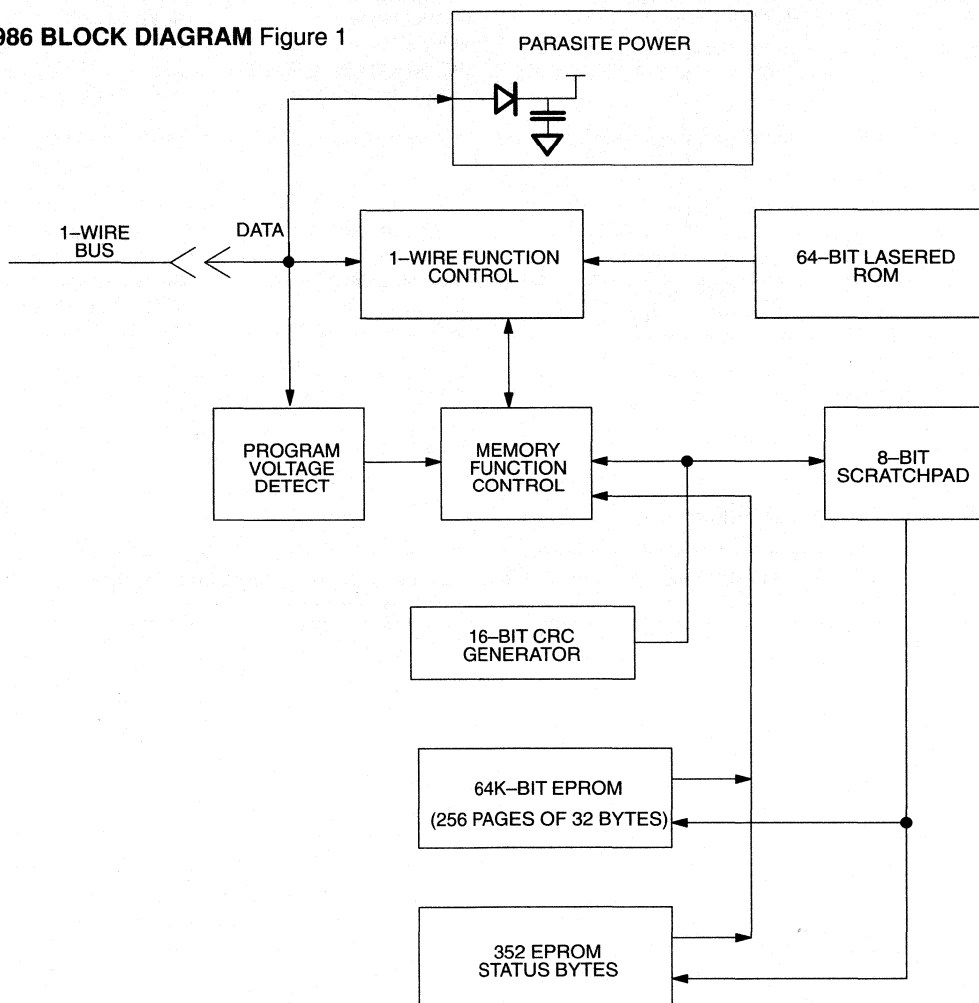 986 BLOCK DIAGRAM Figure 1
PARASITE POWER
1–WIRE
BUS
DATA
1–WIRE FUNCTION
CONTROL
64–BIT LASERED
ROM
PROGRAM
VOLTAGE
DETECT
MEMORY
FUNCTION
CONTROL
8–BIT
SCRATCHPAD
16–BIT CRC
GENERATOR
64K–BIT EPROM
(256 PAGES OF 32 BYTES)
352 EPROM
STATUS BYTES